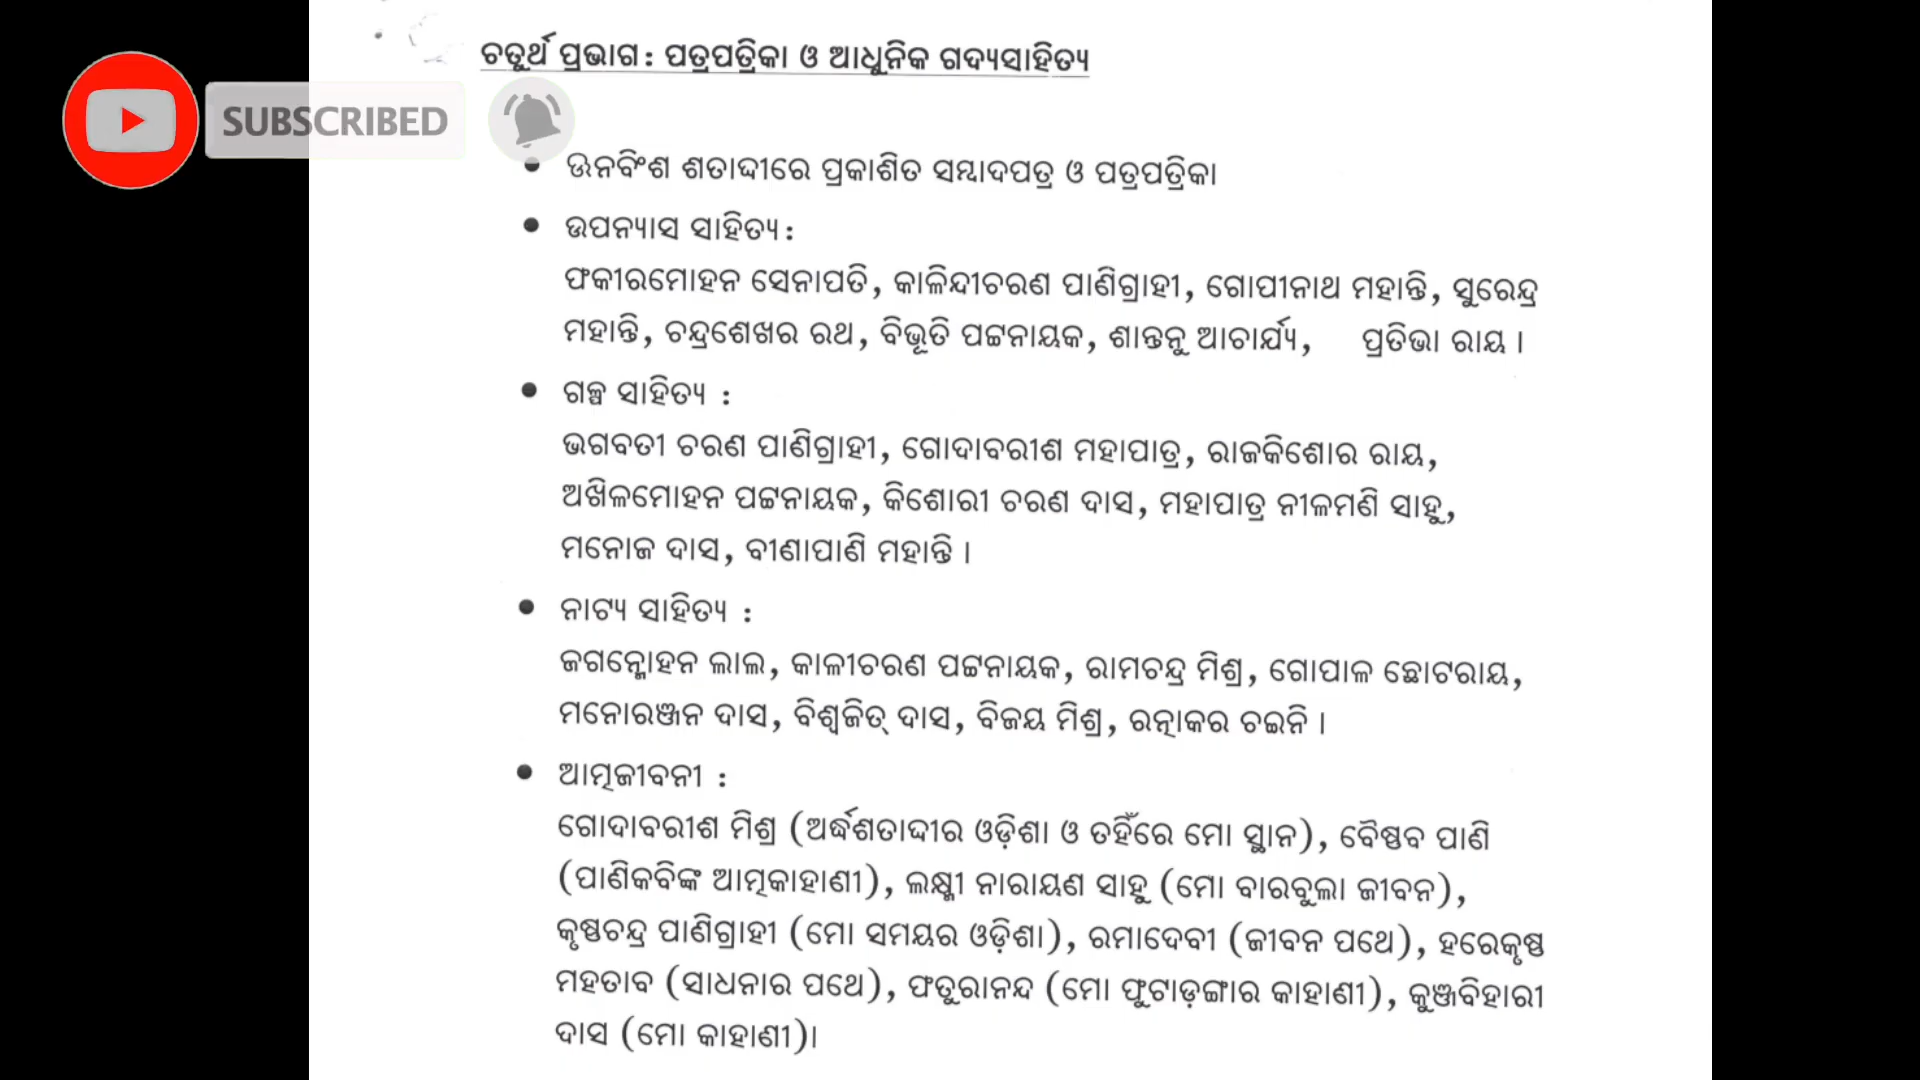 ଚତୁର୍ଥ ପ୍ରଭାଗ: ପତ୍ରପତ୍ରିକା ଓ ଆଧୁନିକ ଗଦ୍ୟସାହିତ୍ୟ
SUBSCRIBED
• ଊନବିଂଶ ଶତାବ୍ଦୀରେ ପ୍ରକାଶିତ ସମ୍ବାଦପତ୍ର ଓ ପତ୍ରପତ୍ରିକା
• ଉପନ୍ୟାସ ସାହିତ୍ୟ:
ଫକୀରମୋହନ ସେନାପତି, କାଳିନ୍ଦୀଚରଣ ପାଣିଗ୍ରାହୀ, ଗୋପୀନାଥ ମହାନ୍ତି, ସୁରେନ୍ଦ୍ର
ମହାନ୍ତି, ଚନ୍ଦ୍ରଶେଖର ରଥ, ବିଭୂତି ପଟ୍ଟନାୟକ, ଶାନ୍ତନୁ ଆଚାର୍ଯ୍ୟ, ପ୍ରତିଭା ରାୟ ।
• ଗଳ୍ପ ସାହିତ୍ୟ :
ଭଗବତୀ ଚରଣ ପାଣିଗ୍ରାହୀ, ଗୋଦାବରୀଶ ମହାପାତ୍ର, ରାଜକିଶୋର ରାୟ,
ଅଖିଳମୋହନ ପଟ୍ଟନାୟକ, କିଶୋରୀ ଚରଣ ଦାସ, ମହାପାତ୍ର ନୀଳମଣି ସାହୁ,
ମନୋଜ ଦାସ, ବୀଣାପାଣି ମହାନ୍ତି ।
• ନାଟ୍ୟ ସାହିତ୍ୟ :
ଜଗନ୍ମୋହନ ଲାଲ, କାଳୀଚରଣ ପଟ୍ଟନାୟକ, ରାମଚନ୍ଦ୍ର ମିଶ୍ର, ଗୋପାଳ ଛୋଟରାୟ,
ମନୋରଞ୍ଜନ ଦାସ, ବିଶ୍ୱଜିତ୍ ଦାସ, ବିଜୟ ମିଶ୍ର, ରତ୍ନାକର ଚଇନି ।
• ଆତ୍ମଜୀବନୀ :
ଗୋଦାବରୀଶ ମିଶ୍ର (ଅର୍ଦ୍ଧଶତାବ୍ଦୀର ଓଡ଼ିଶା ଓ ତହିଁରେ ମୋ ସ୍ଥାନ), ବୈଷ୍ଣବ ପାଣି
(ପାଣିକବିଙ୍କ ଆତ୍ମକାହାଣୀ), ଲକ୍ଷ୍ମୀ ନାରାୟଣ ସାହୁ (ମୋ ବାରବୁଲା ଜୀବନ),
କୃଷ୍ଣଚନ୍ଦ୍ର ପାଣିଗ୍ରାହୀ (ମୋ ସମୟର ଓଡ଼ିଶା), ରମାଦେବୀ (ଜୀବନ ପଥେ), ହରେକୃଷ୍ଣ
ମହତାବ (ସାଧନାର ପଥେ), ଫତୁରାନନ୍ଦ (ମୋ ଫୁଟାଡ଼ଙ୍ଗାର କାହାଣୀ), କୁଞ୍ଜବିହାରୀ
ଦାସ (ମୋ କାହାଣୀ)।